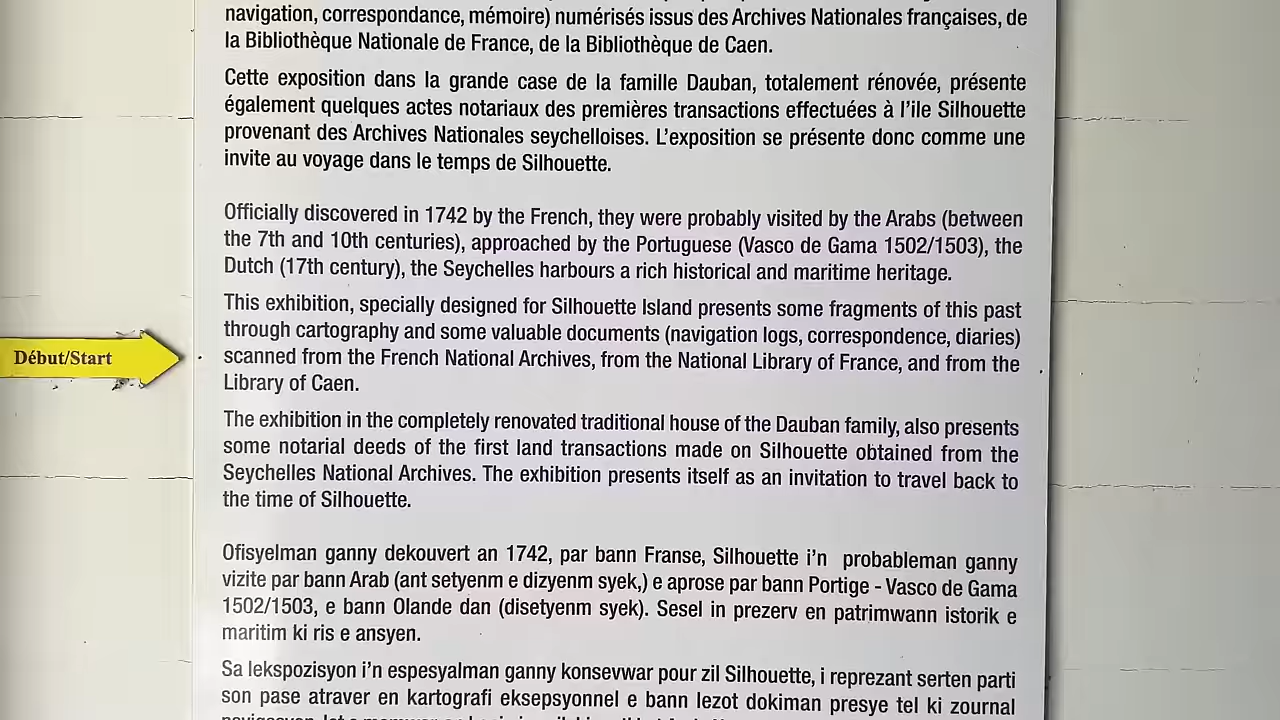 navigation, correspondance, mémoire) numérisés issus des Archives Nationales françaises, de
la Bibliothèque Nationale de France, de la Bibliothèque de Caen.
Cette exposition dans la grande case de la famille Dauban, totalement rénovée, présente
également quelques actes notariaux des premières transactions effectuées à l'ile Silhouette
provenant des Archives Nationales seychelloises. L'exposition se présente donc comme une
invite au voyage dans le temps de Silhouette.
Officially discovered in 1742 by the French, they were probably visited by the Arabs (between
the 7th and 10th centuries), approached by the Portuguese (Vasco de Gama 1502/1503), the
Dutch (17th century), the Seychelles harbours a rich historical and maritime heritage.
This exhibition, specially designed for Silhouette Island presents some fragments of this past
through cartography and some valuable documents (navigation logs, correspondence, diaries)
Début/Start
scanned from the French National Archives, from the National Library of France, and from the
Library of Caen.
The exhibition in the completely renovated traditional house of the Dauban family, also presents
some notarial deeds of the first land transactions made on Silhouette obtained from the
Seychelles National Archives. The exhibition presents itself as an invitation to travel back to
the time of Silhouette.
Ofisyelman ganny dekouvert an 1742, par bann Franse, Silhouette i'n probableman ganny
vizite par bann Arab (ant setyenm e dizyenm syek,) e aprose par bann Portige - Vasco de Gama
1502/1503, e bann Olande dan (disetyenm syek). Sesel in prezerv en patrimwann istorik e
maritim ki ris e ansyen.
Sa lekspozisyon i'n espesyalman ganny konsevwar pour zil Silhouette, i reprezant serten parti
son pase atraver en kartografi eksepsyonnel e bann lezot dokiman presye tel ki zournal